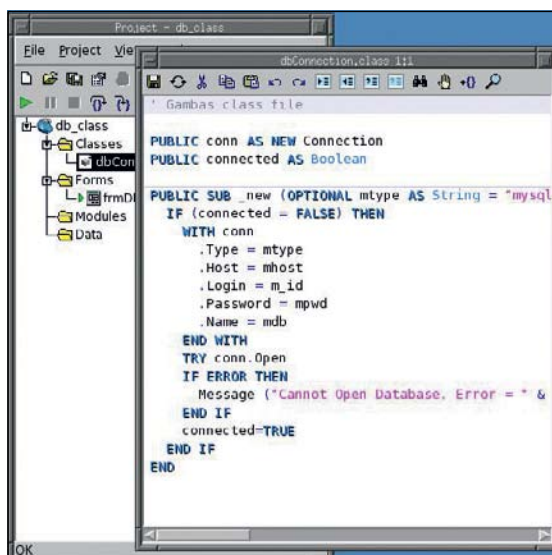 Project - db_class
File Project Vie
db_class
Classes
dbCon
Forms
frmD
Modules
Data
OK
dbConnection.class 1:1
' Gambas class file
PUBLIC conn AS NEW Connection
PUBLIC connected AS Boolean
PUBLIC SUB _new (OPTIONAL mtype AS String = "mysql
IF (connected = FALSE) THEN
WITH conn
.Type = mtype
.Host = mhost
.Login = m_id
.Password = mpwd
.Name = mdb
END WITH
TRY conn.Open
IF ERROR THEN
Message ("Cannot Open Database. Error = " &
END IF
connected=TRUE
END IF
END